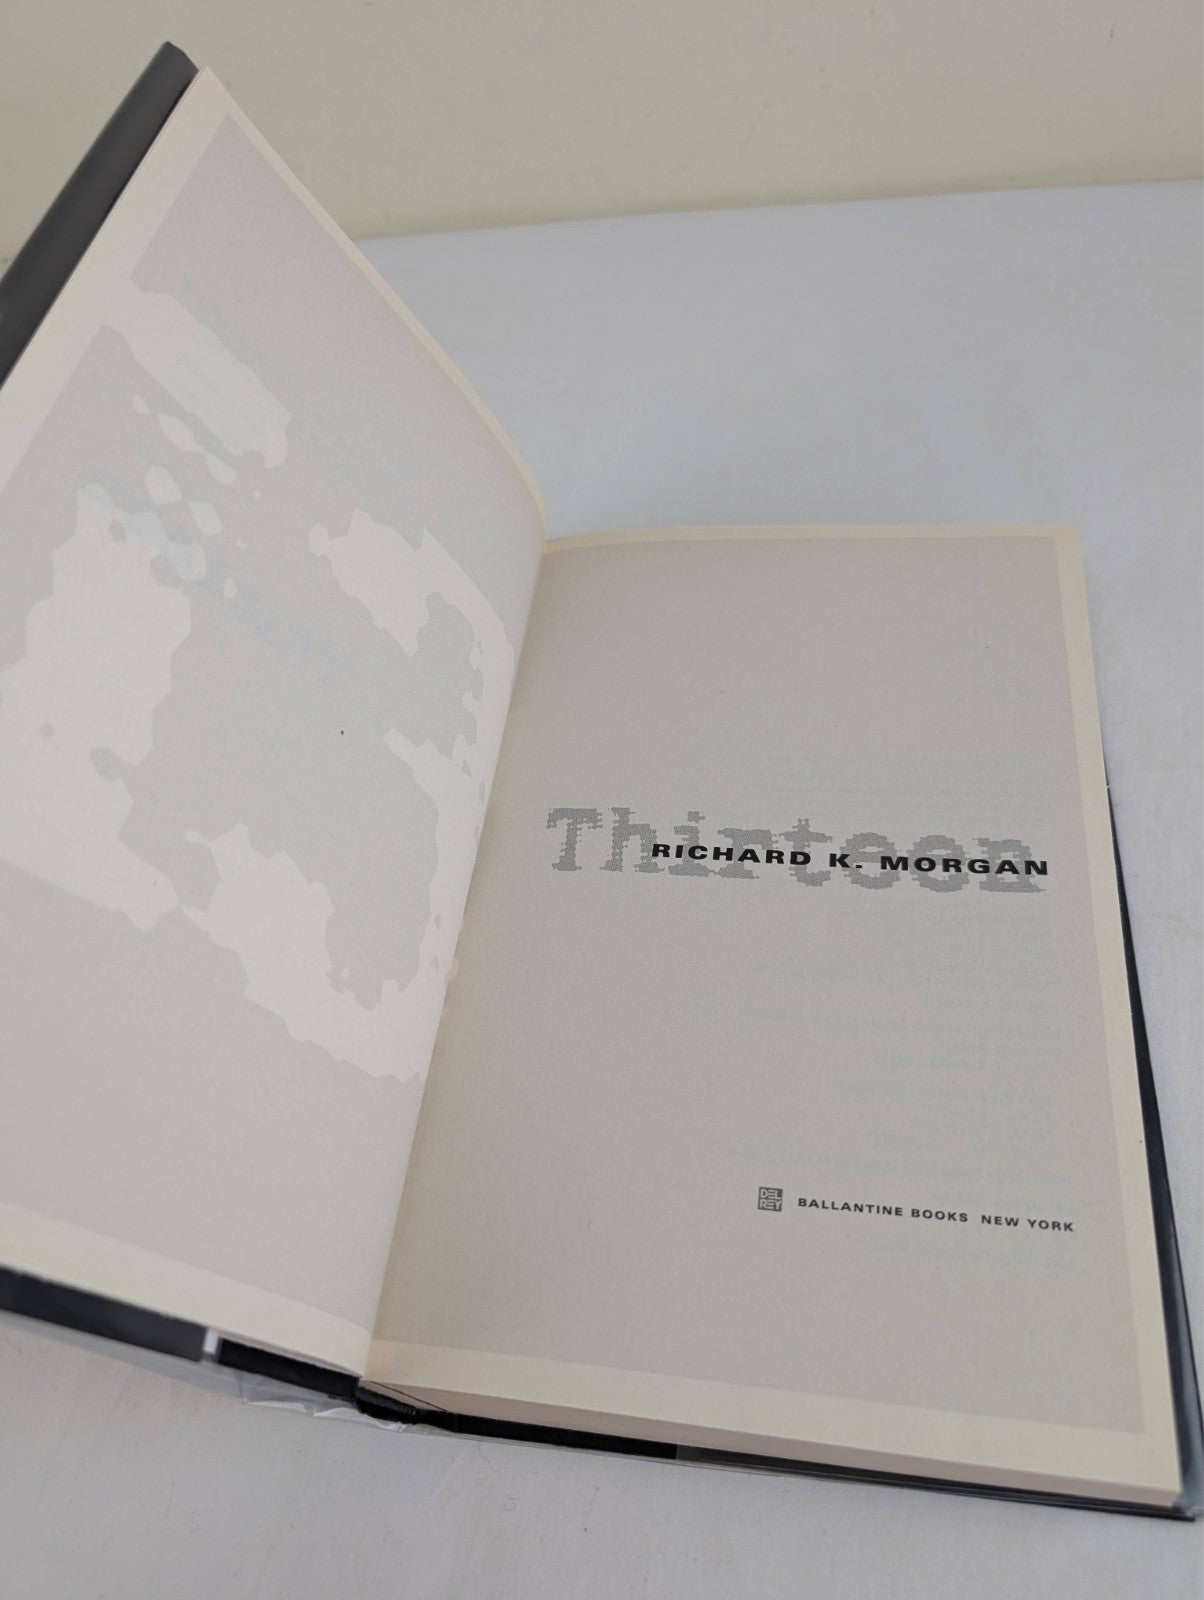 Thirteen
RICHARD K. MORGAN
DEL REY
BALLANTINE BOOKS NEW YORK